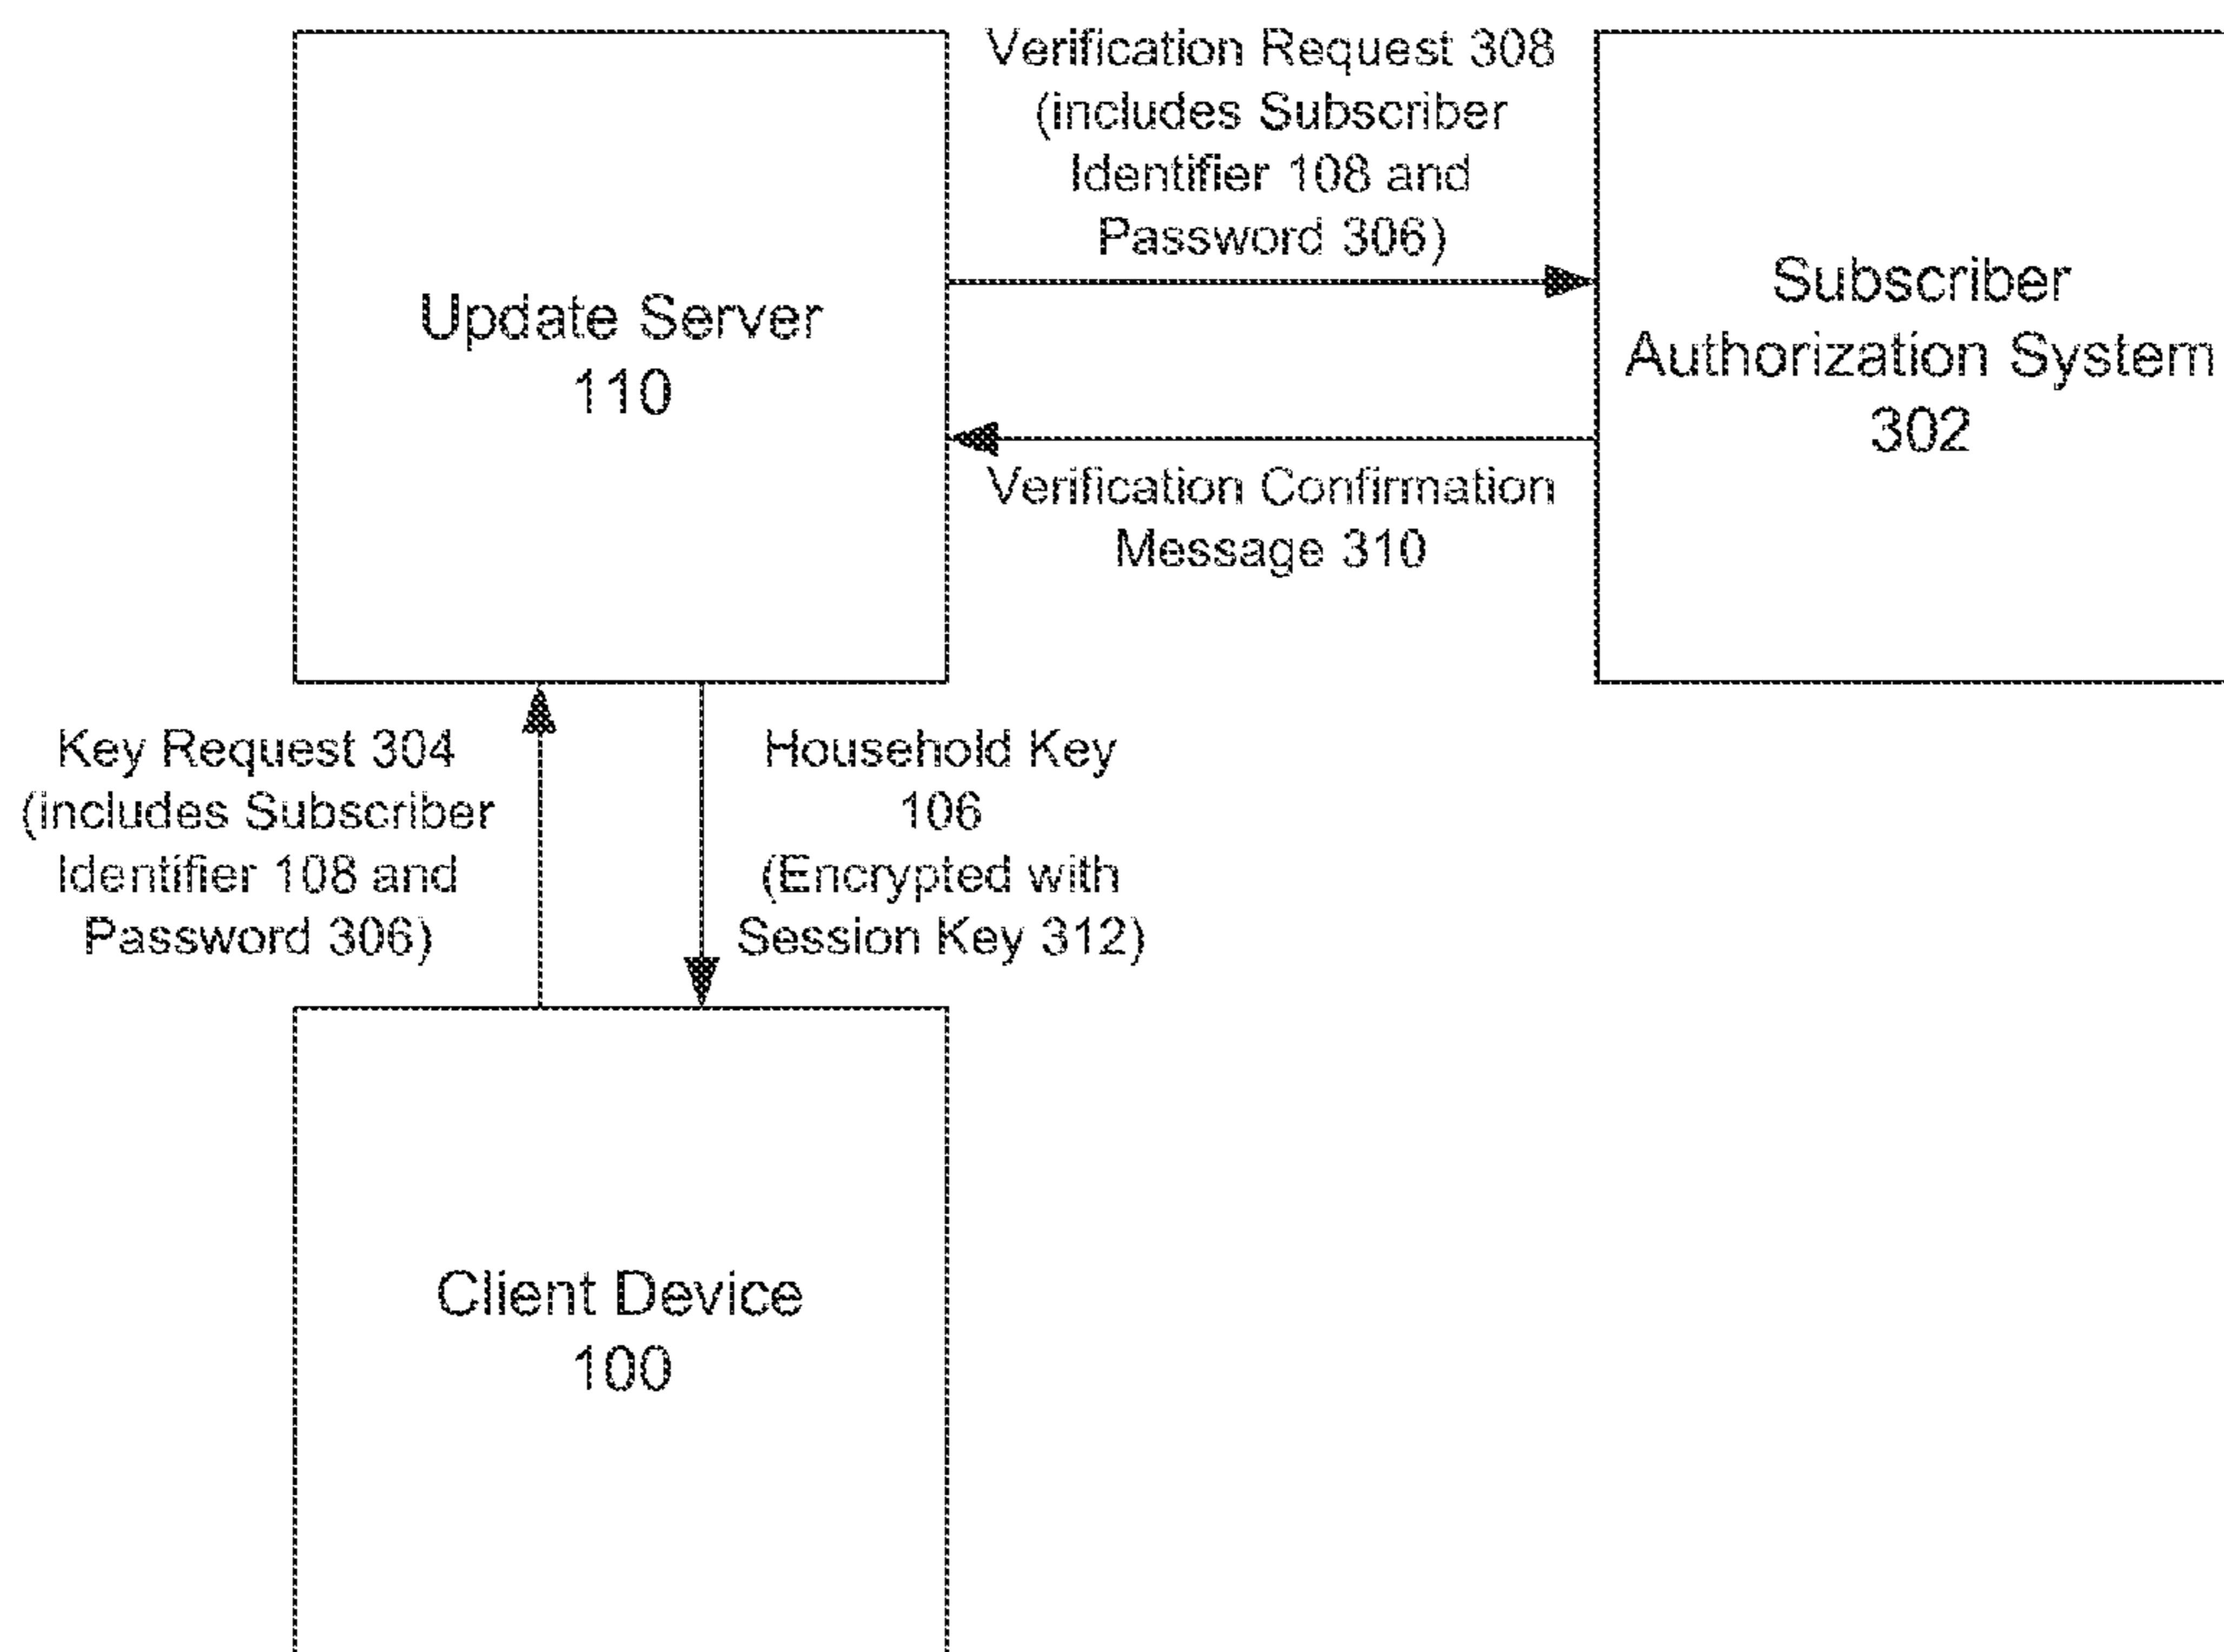 Verification Request 308
(includes Subscriber
Identifier 108 and
Password 306)
Update Server
110
Subscriber
Authorization System
302
Verification Confirmation
Message 310
Key Request 304
(includes Subscriber
Identifier 108 and
Password 306)
Household Key
106
(Encrypted with
Session Key 312)
Client Device
100